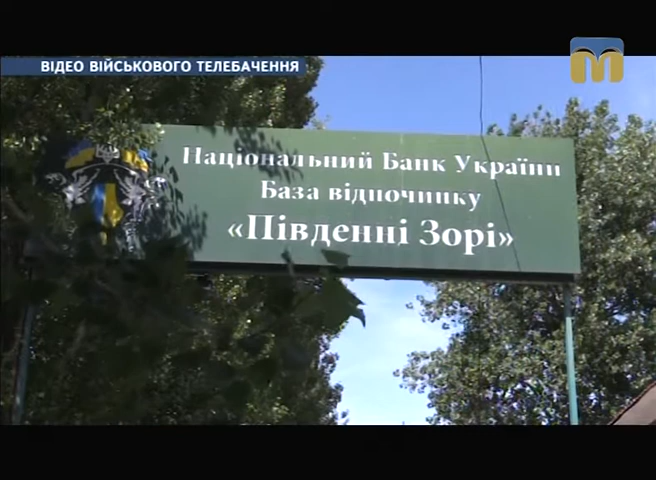 ВІДЕО ВІЙСЬКОВОГО ТЕЛЕБАЧЕННЯ
Національний Банк України
База відпочинку
«Південні Зорі»